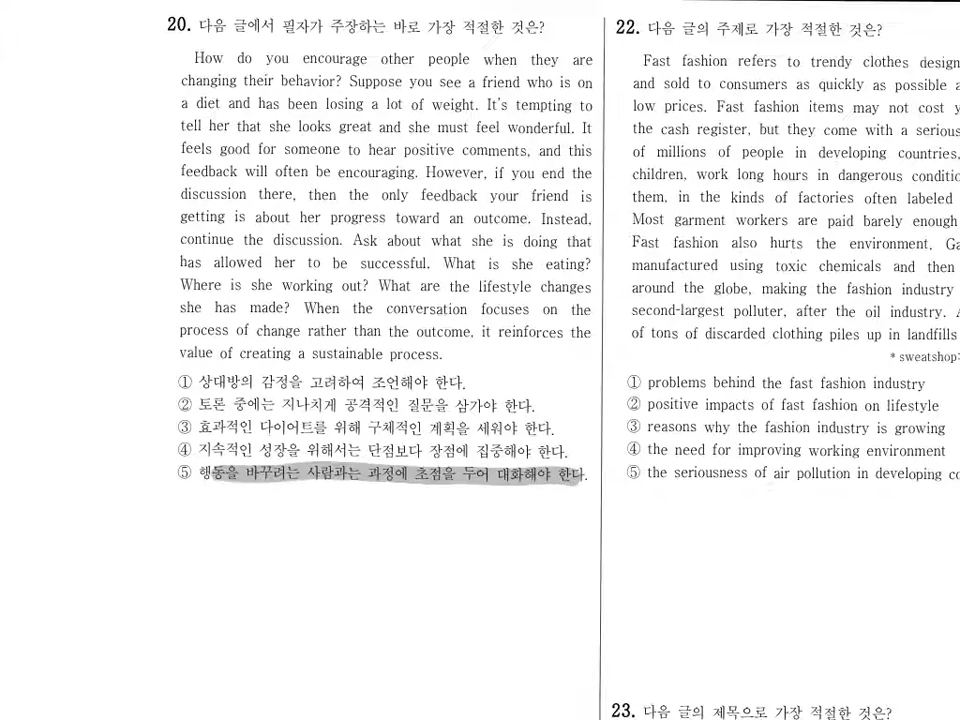 20. 다음 글에서 필자가 주장하는 바로 가장 적절한 것은?
How do you encourage other people when they are
changing their behavior? Suppose you see a friend who is on
a diet and has been losing a lot of weight. It's tempting to
tell her that she looks great and she must feel wonderful. It
feels good for someone to hear positive comments, and this
feedback will often be encouraging. However, if you end the
discussion there, then the only feedback your friend is
getting is about her progress toward an outcome. Instead,
continue the discussion. Ask about what she is doing that
has allowed her to be successful. What is she eating?
Where is she working out? What are the lifestyle changes
she has made? When the conversation focuses on the
process of change rather than the outcome, it reinforces the
value of creating a sustainable process.
① 상대방의 감정을 고려하여 조언해야 한다.
② 토론 중에는 지나치게 공격적인 질문을 삼가야 한다.
③ 효과적인 다이어트를 위해 구체적인 계획을 세워야 한다.
④ 지속적인 성장을 위해서는 단점보다 장점에 집중해야 한다.
⑤ 행동을 바꾸려는 사람과는 과정에 초점을 두어 대화해야 한다.
22. 다음 글의 주제로 가장 적절한 것은?
Fast fashion refers to trendy clothes design
and sold to consumers as quickly as possible a
low prices. Fast fashion items may not cost y
the cash register, but they come with a serious
of millions of people in developing countries,
children, work long hours in dangerous conditio
them, in the kinds of factories often labeled
Most garment workers are paid barely enough
Fast fashion also hurts the environment. Ga
manufactured using toxic chemicals and then
around the globe, making the fashion industry
second-largest polluter, after the oil industry. A
of tons of discarded clothing piles up in landfills
* sweatshop:
① problems behind the fast fashion industry
② positive impacts of fast fashion on lifestyle
③ reasons why the fashion industry is growing
④ the need for improving working environment
⑤ the seriousness of air pollution in developing co
23. 다음 글의 제목으로 가장 적절한 것은?